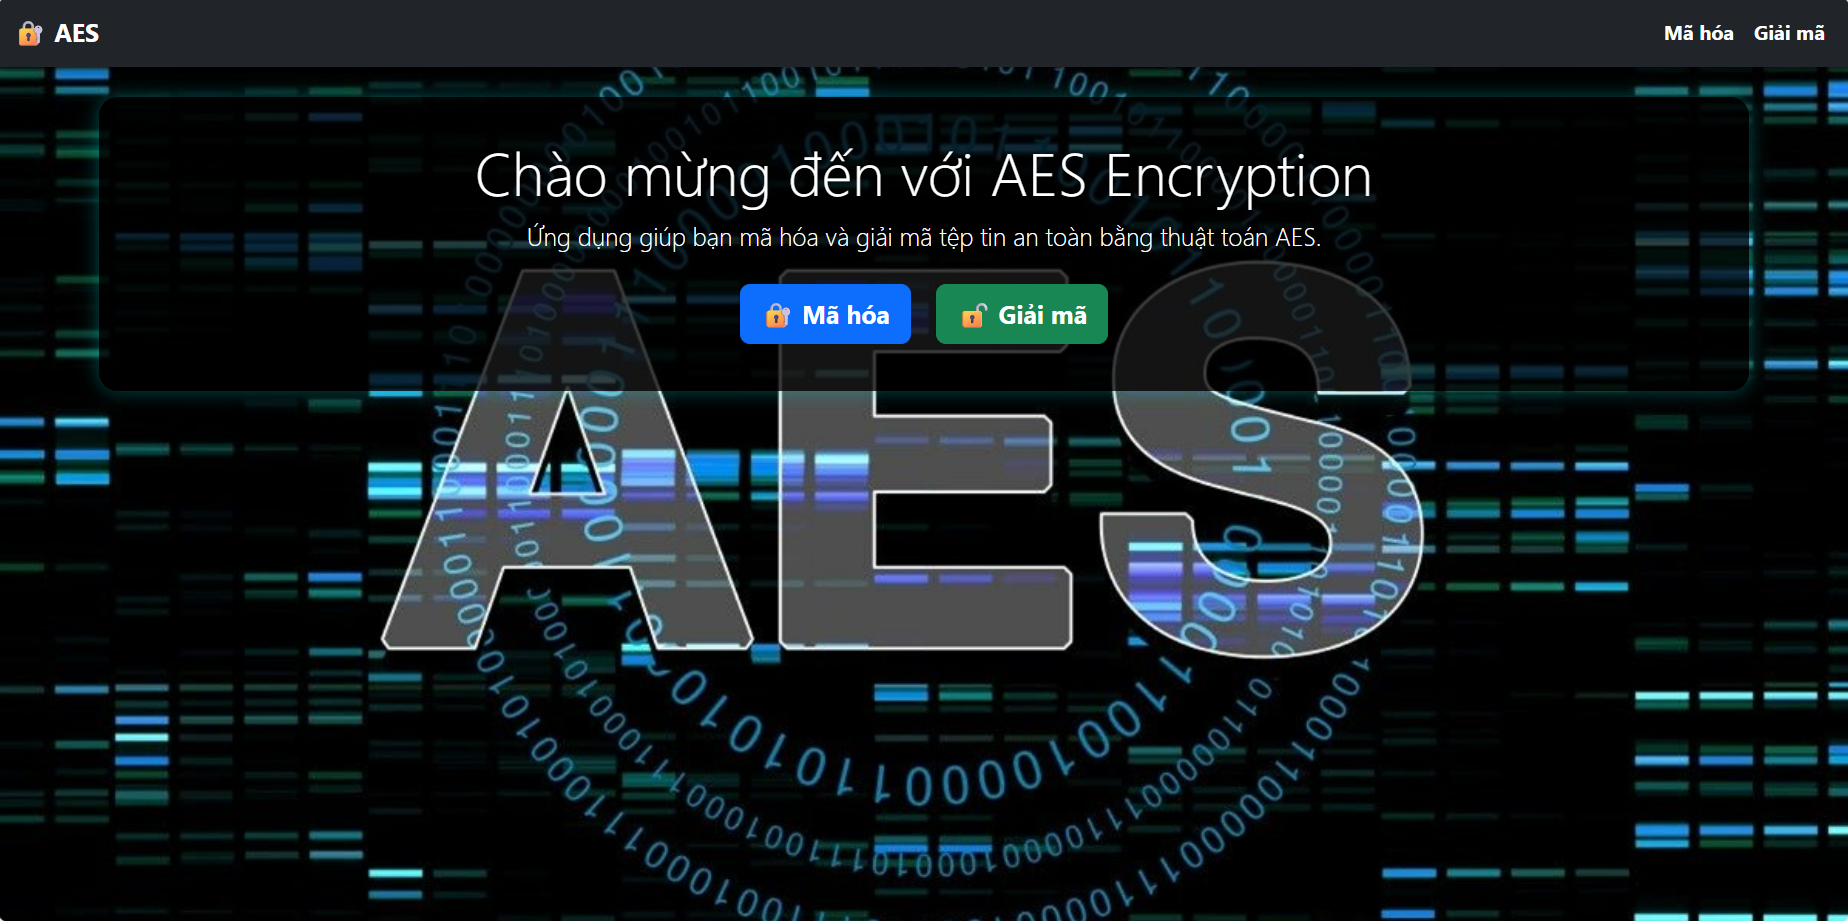 🔐 AES
Mã hóa Giải mã
Chào mừng đến với AES Encryption
Ứng dụng giúp bạn mã hóa và giải mã tệp tin an toàn bằng thuật toán AES.
🔐 Mã hóa 🔓 Giải mã
AES